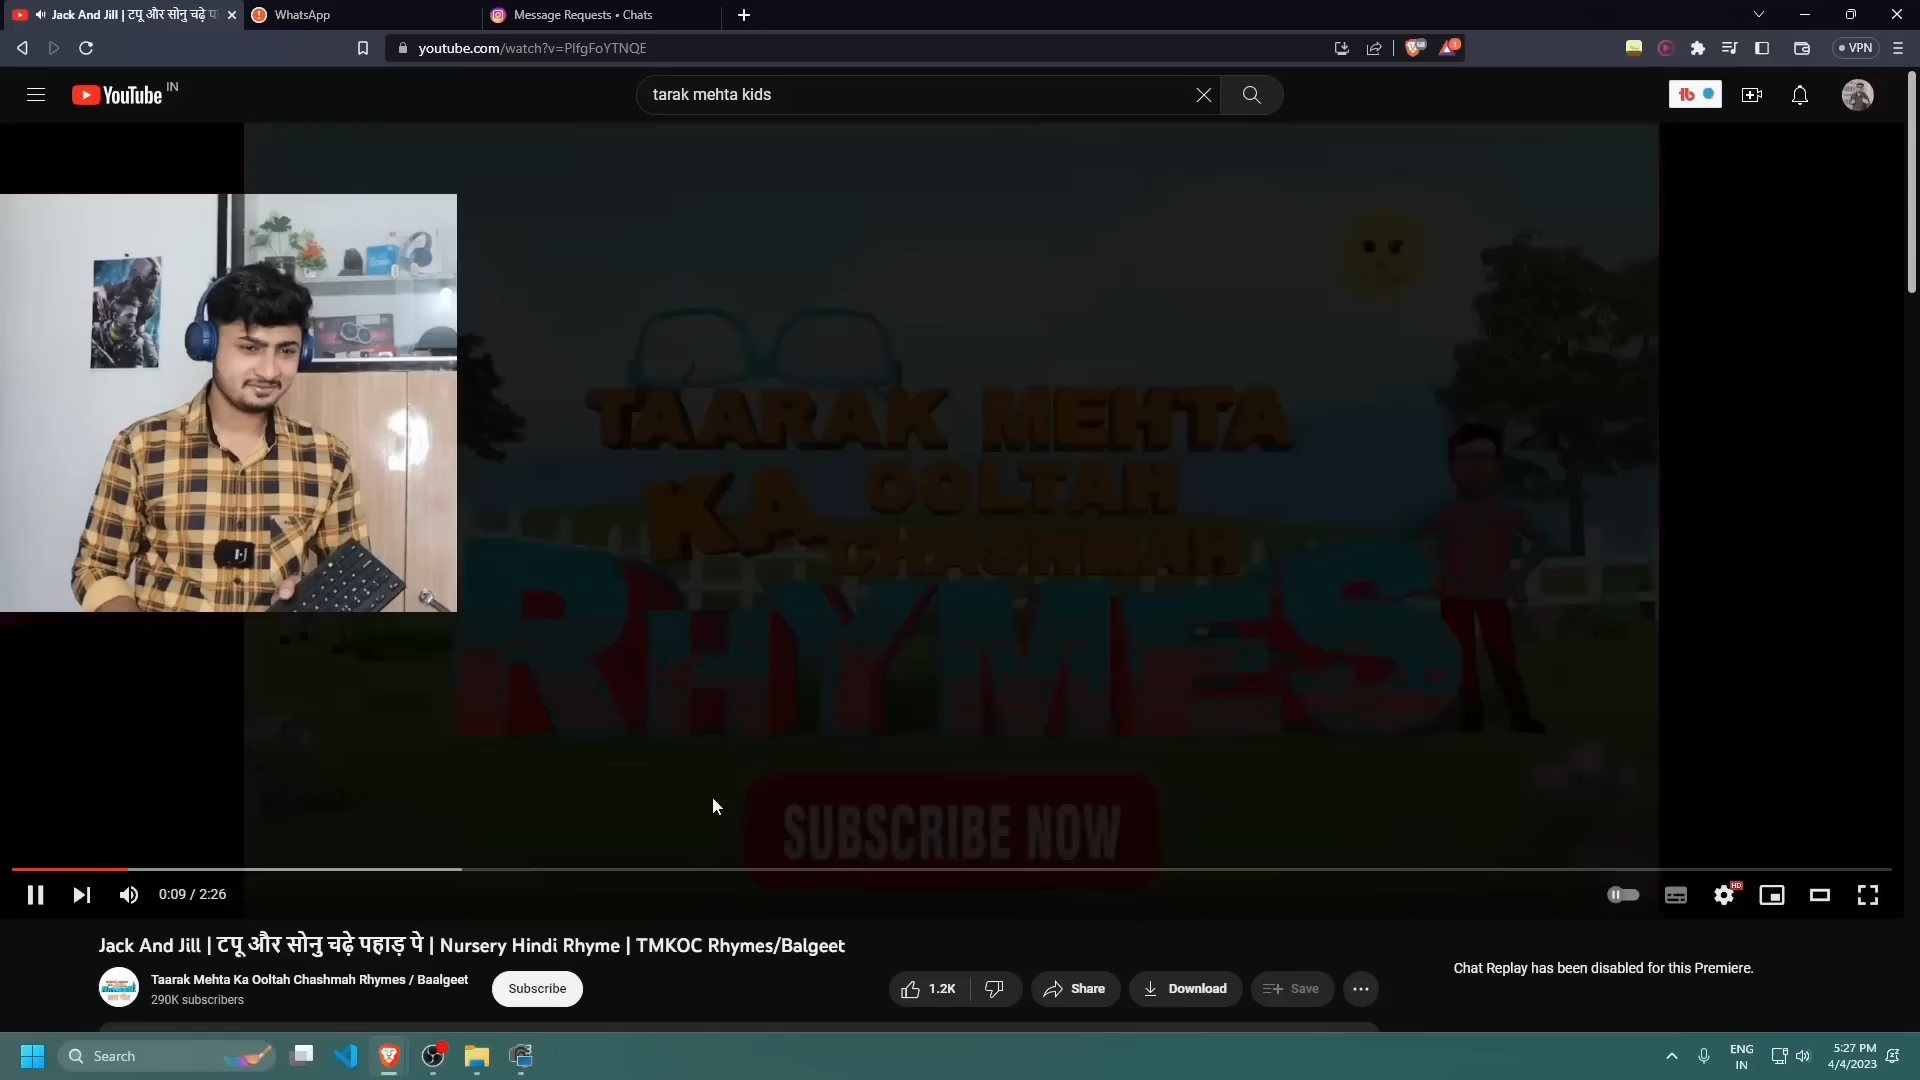 Jack And Jill | टपू और सोनु चढ़े प
WhatsApp
Message Requests • Chats
youtube.com/watch?v=PIfgFoYTNQE
68
1
VPN
YouTube IN
tarak mehta kids
tb
TAARAK MEHTA
KA OOLTAH
CHASHMAH
RHYMES
SUBSCRIBE NOW
0:09 / 2:26
HD
Jack And Jill | टपू और सोनु चढ़े पहाड़ पे | Nursery Hindi Rhyme | TMKOC Rhymes/Balgeet
Chat Replay has been disabled for this Premiere.
Taarak Mehta Ka Ooltah Chashmah Rhymes / Baalgeet
290K subscribers
Subscribe
1.2K
Share
Download
Save
Search
ENG
IN
5:27 PM
4/4/2023